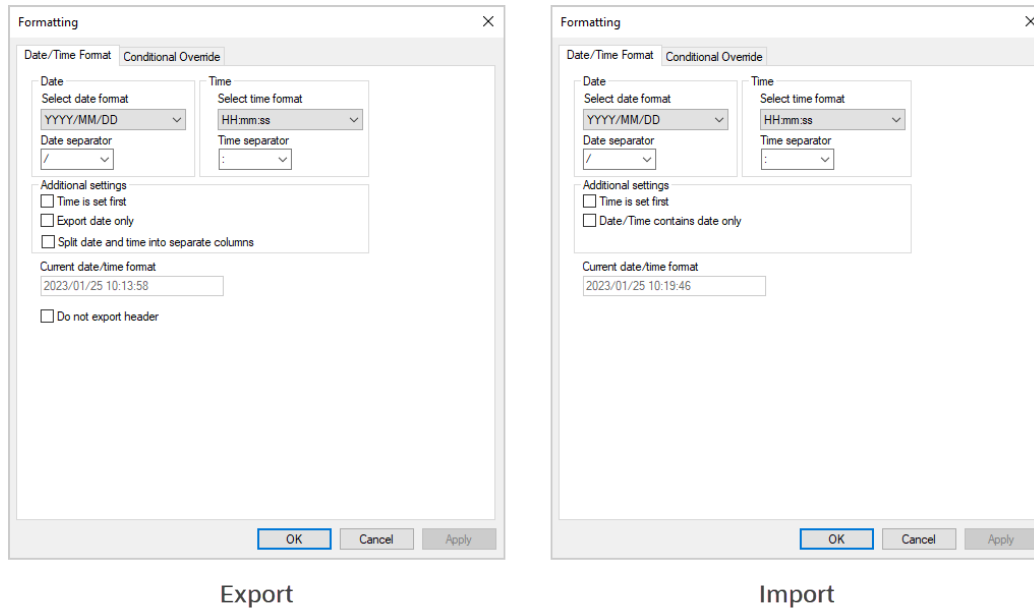 Formatting
Date/Time Format Conditional Override
Date Time
Select date format Select time format
YYYY/MM/DD HH:mm:ss
Date separator Time separator
/ :
Additional settings
Time is set first
Export date only
Split date and time into separate columns
Current date/time format
2023/01/25 10:13:58
Do not export header
OK Cancel Apply
Export
Formatting
Date/Time Format Conditional Override
Date Time
Select date format Select time format
YYYY/MM/DD HH:mm:ss
Date separator Time separator
/ :
Additional settings
Time is set first
Date/Time contains date only
Current date/time format
2023/01/25 10:19:46
OK Cancel Apply
Import